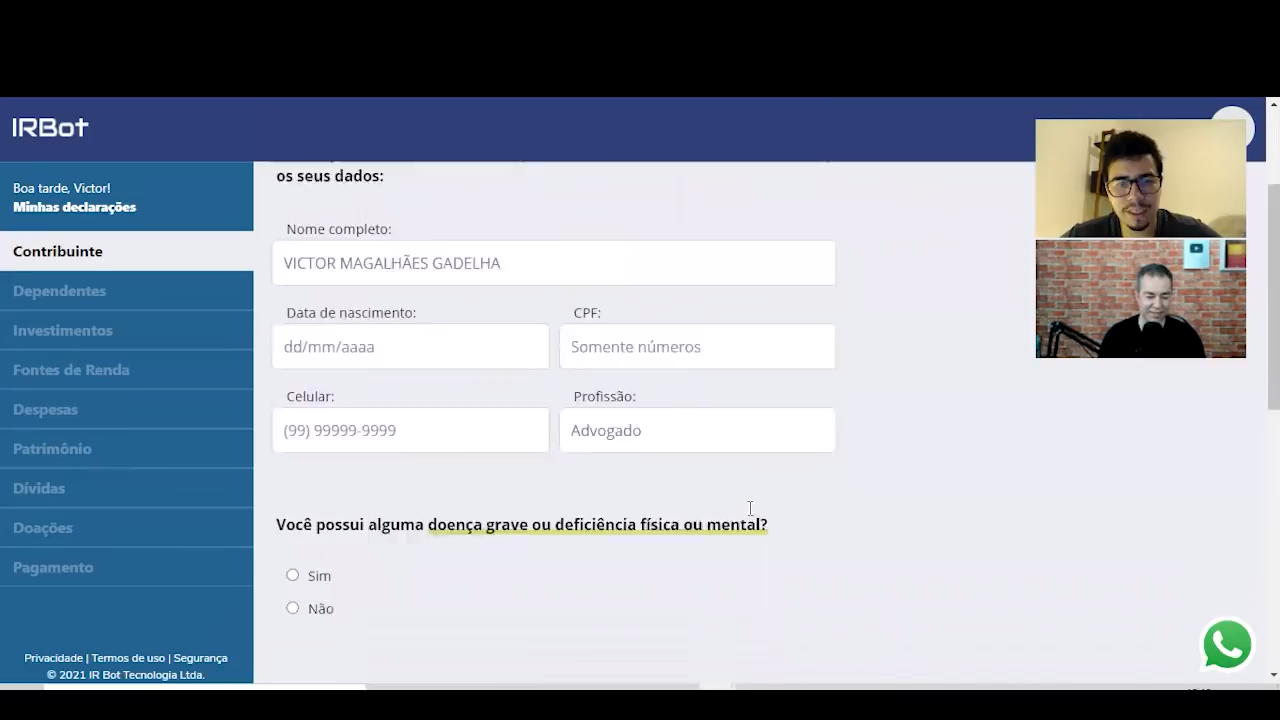 IRBot
Boa tarde, Victor!
Minhas declarações
Contribuinte
Dependentes
Investimentos
Fontes de Renda
Despesas
Patrimônio
Dívidas
Doações
Pagamento
Privacidade | Termos de uso | Segurança
© 2021 IR Bot Tecnologia Ltda.
os seus dados:
Nome completo:
VICTOR MAGALHÃES GADELHA
Data de nascimento: CPF:
dd/mm/aaaa Somente números
Celular: Profissão:
(99) 99999-9999 Advogado
Você possui alguma doença grave ou deficiência física ou mental?
Sim
Não